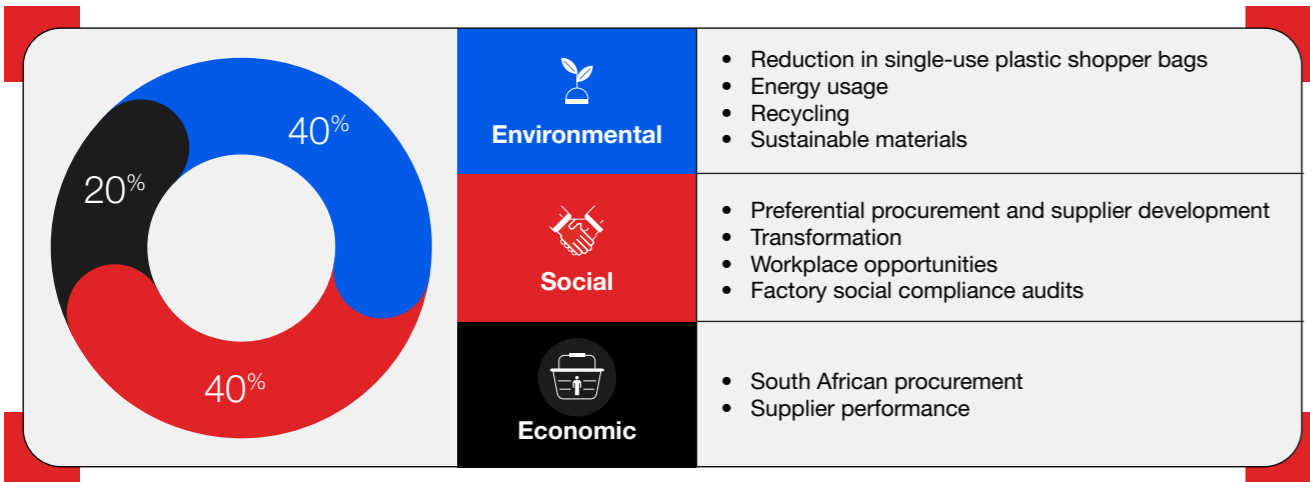 40%
20%
40%
Environmental
• Reduction in single-use plastic shopper bags
• Energy usage
• Recycling
• Sustainable materials
Social
• Preferential procurement and supplier development
• Transformation
• Workplace opportunities
• Factory social compliance audits
Economic
• South African procurement
• Supplier performance